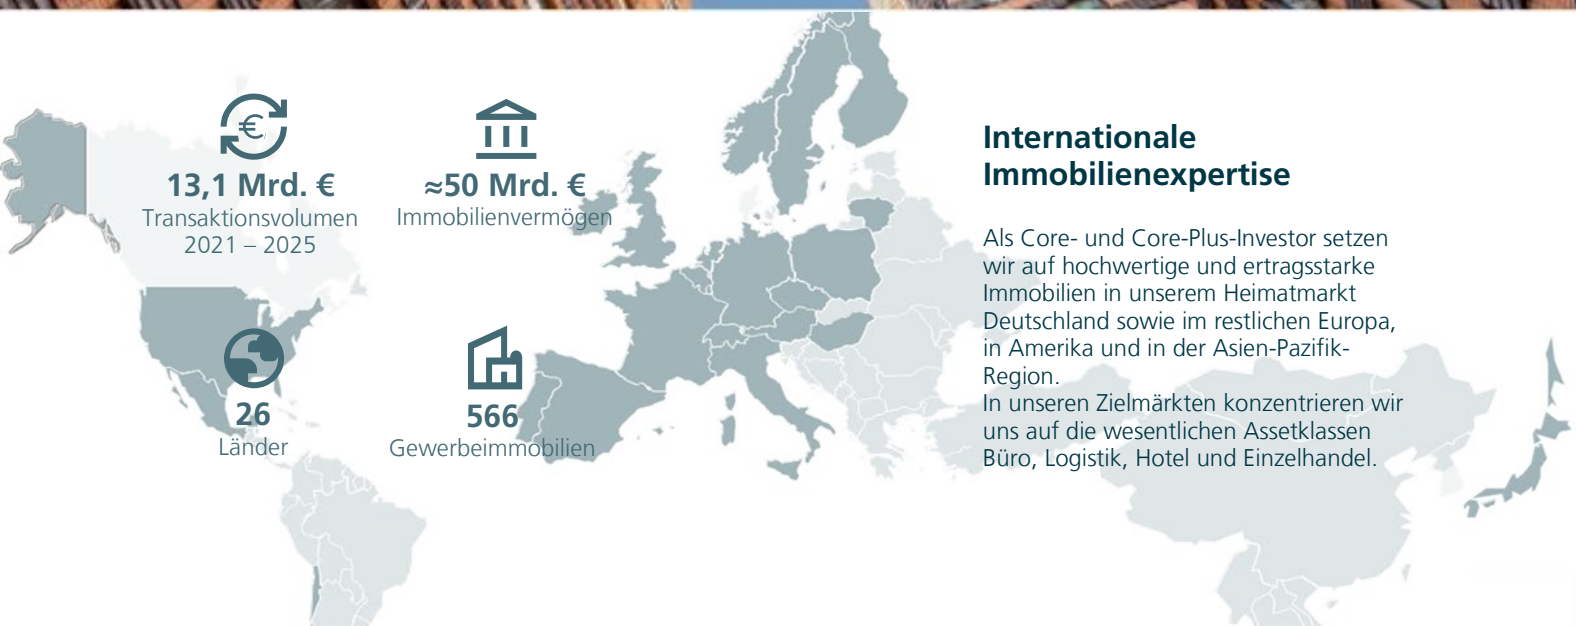 13,1 Mrd. €
Transaktionsvolumen
2021 – 2025
≈50 Mrd. €
Immobilienvermögen
26
Länder
566
Gewerbeimmobilien
Internationale
Immobilienexpertise
Als Core- und Core-Plus-Investor setzen
wir auf hochwertige und ertragsstarke
Immobilien in unserem Heimatmarkt
Deutschland sowie im restlichen Europa,
in Amerika und in der Asien-Pazifik-
Region.
In unseren Zielmärkten konzentrieren wir
uns auf die wesentlichen Assetklassen
Büro, Logistik, Hotel und Einzelhandel.